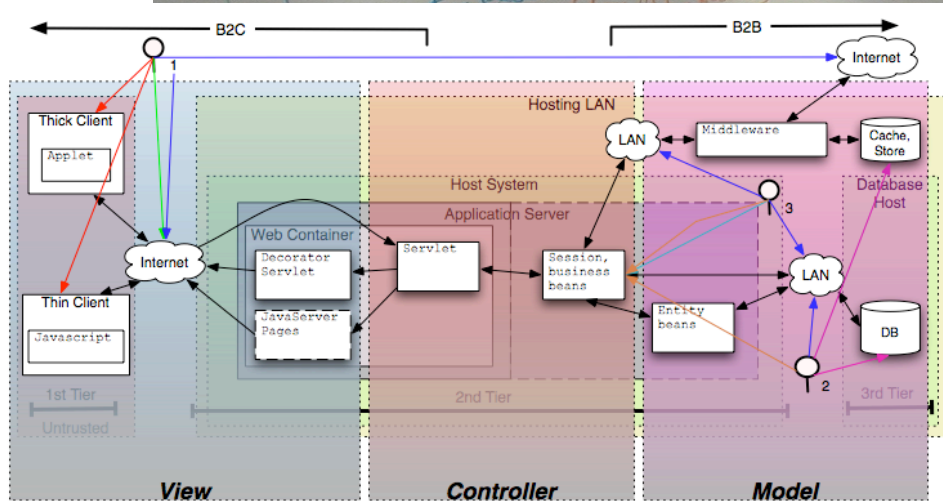 B2C
B2B
1
Internet
Hosting LAN
Thick Client
Applet
LAN
Middleware
Cache,
Store
Host System
Database
Host
3
Application Server
Web Container
Internet
Decorator
Servlet
Servlet
Session,
business
beans
LAN
Thin Client
Javascript
JavaServer
Pages
Entity
beans
DB
2
1st Tier
2nd Tier
3rd Tier
Untrusted
View
Controller
Model